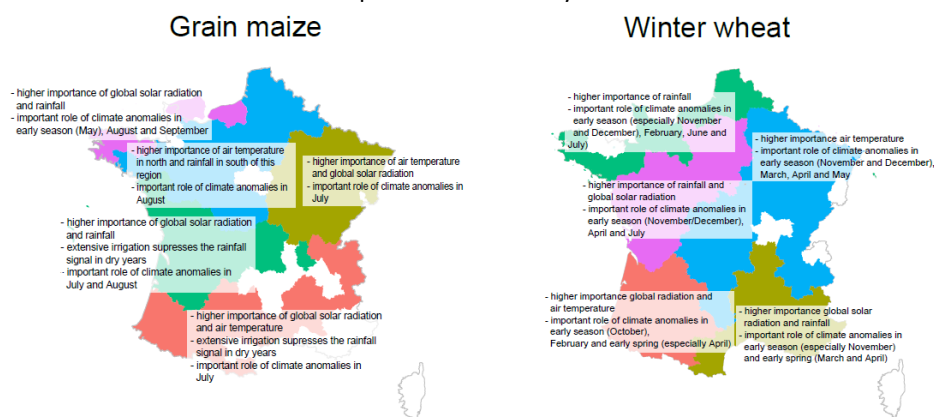 Grain maize
- higher importance of global solar radiation
and rainfall
- important role of climate anomalies in
early season (May), August and September
- higher importance of air temperature
in north and rainfall in south of this
region
- important role of climate anomalies in
August
- higher importance of air temperature
and global solar radiation
- important role of climate anomalies in
July
- higher importance of global solar radiation
and rainfall
- extensive irrigation supresses the rainfall
signal in dry years
- important role of climate anomalies in
July and August
- higher importance of global solar radiation
and air temperature
- extensive irrigation supresses the rainfall
signal in dry years
- important role of climate anomalies in
July
Winter wheat
- higher importance of rainfall
- important role of climate anomalies in
early season (especially November
and December), February, June and
July)
- higher importance air temperature
- important role of climate anomalies in
early season (November and December),
March, April and May
- higher importance of rainfall and
global solar radiation
- important role of climate anomalies in
early season (November/December),
April and July
- higher importance global radiation and
air temperature
- important role of climate anomalies in
early season (October),
February and early spring (especially April)
- higher importance global solar
radiation and rainfall
- important role of climate anomalies in
early season (especially November)
and early spring (March and April)